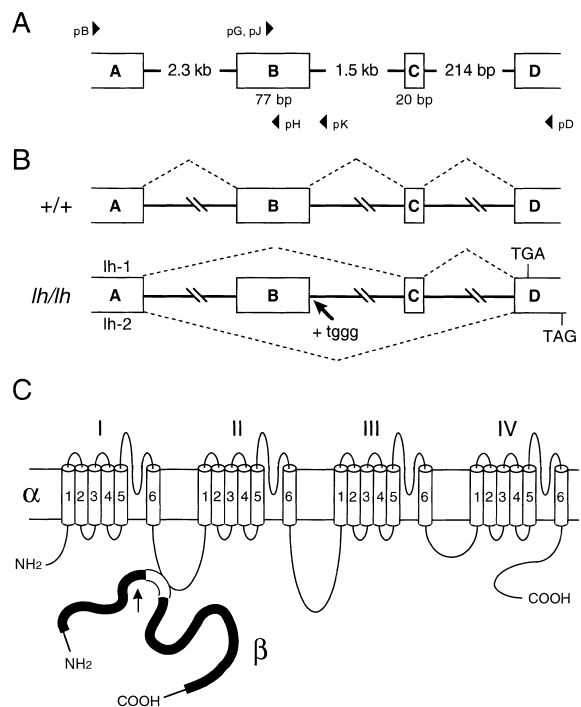 A
pB
pG, pJ
A 2.3 kb B 1.5 kb C 214 bp D
77 bp
20 bp
pH
pK
pD
B
+/+
A B C D
lh-1
TGA
lh/lh
A B C D
lh-2
+ tggg
TAG
C
I II III IV
α
1 2 3 4 5 6 1 2 3 4 5 6 1 2 3 4 5 6 1 2 3 4 5 6
NH2
COOH
β
NH2
COOH